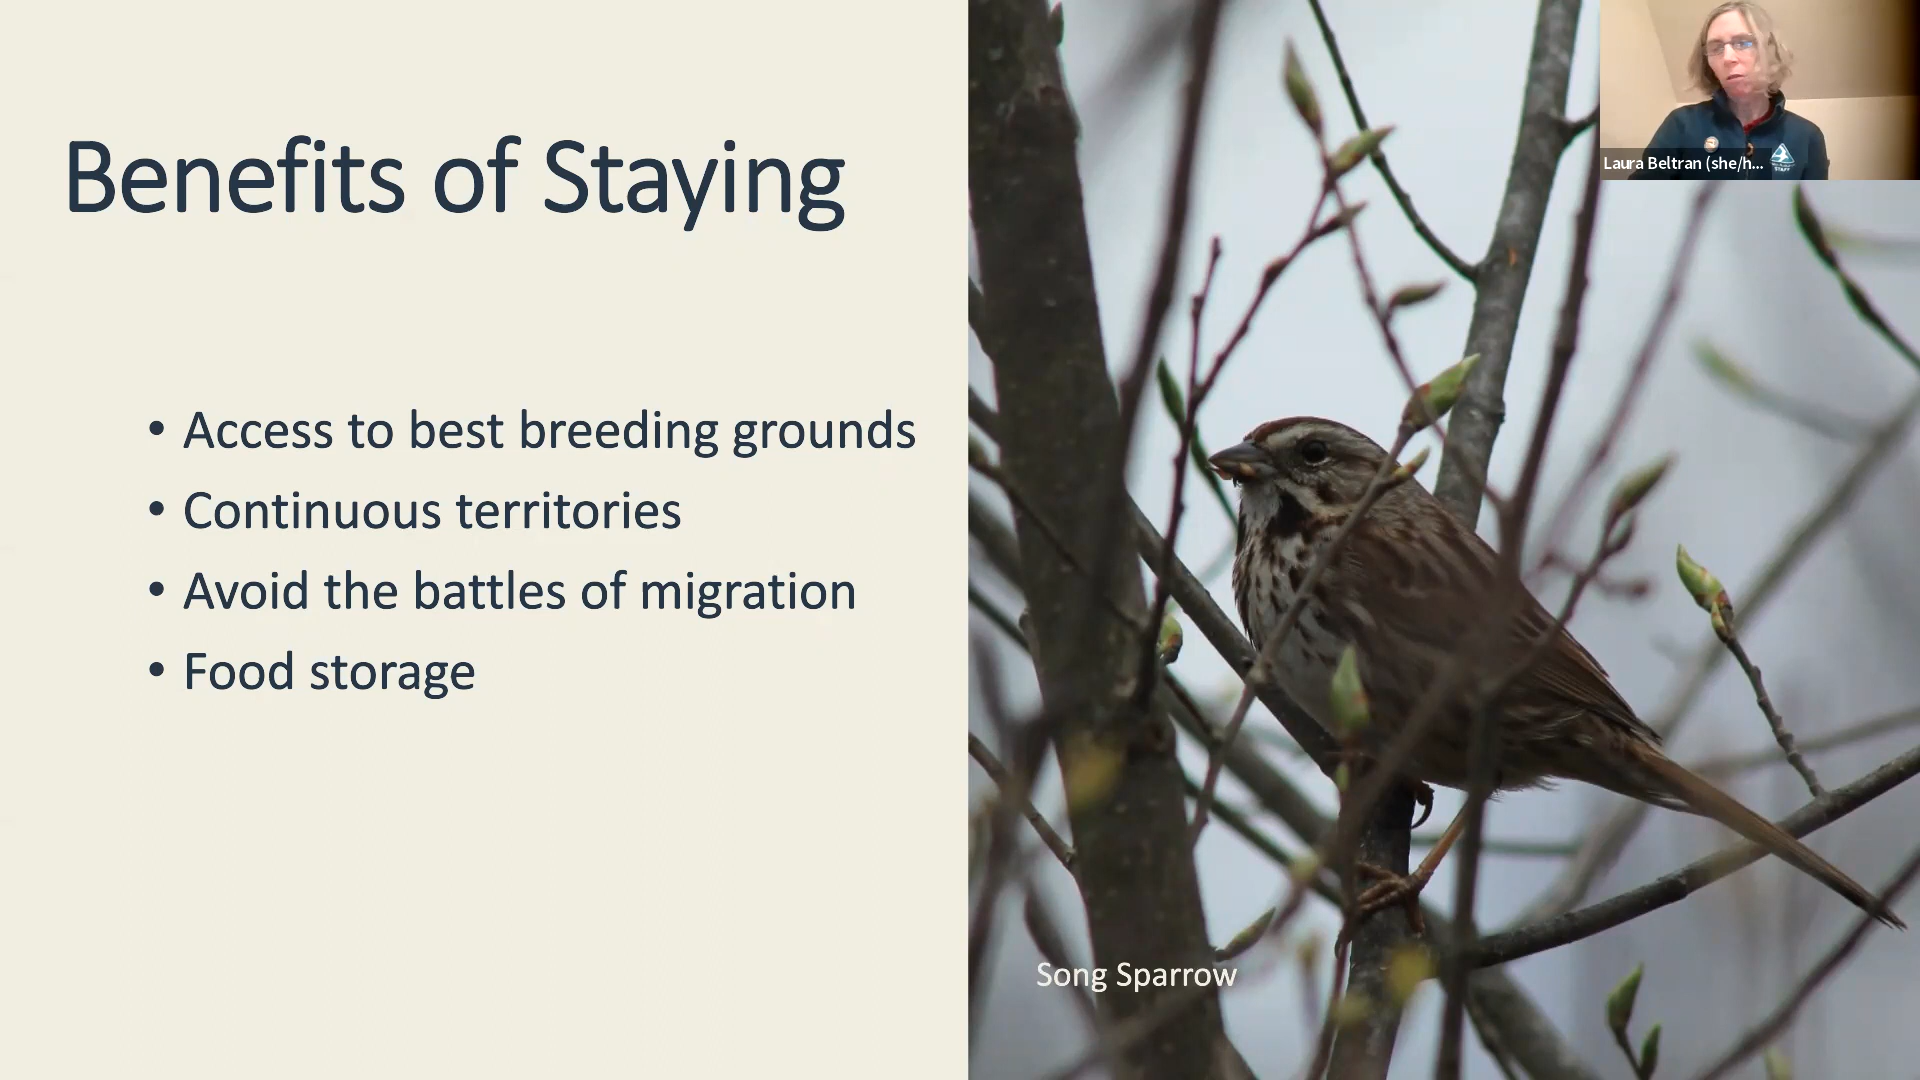 Benefits of Staying
• Access to best breeding grounds
• Continuous territories
• Avoid the battles of migration
• Food storage
Laura Beltran (she/h...
STAFF
Song Sparrow